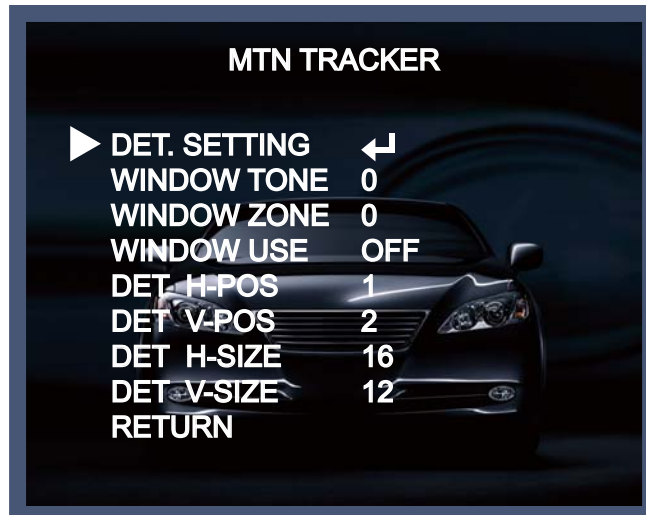 MTN TRACKER
DET. SETTING ↵
WINDOW TONE 0
WINDOW ZONE 0
WINDOW USE OFF
DET. H-POS 1
DET V-POS 2
DET H-SIZE 16
DET V-SIZE 12
RETURN